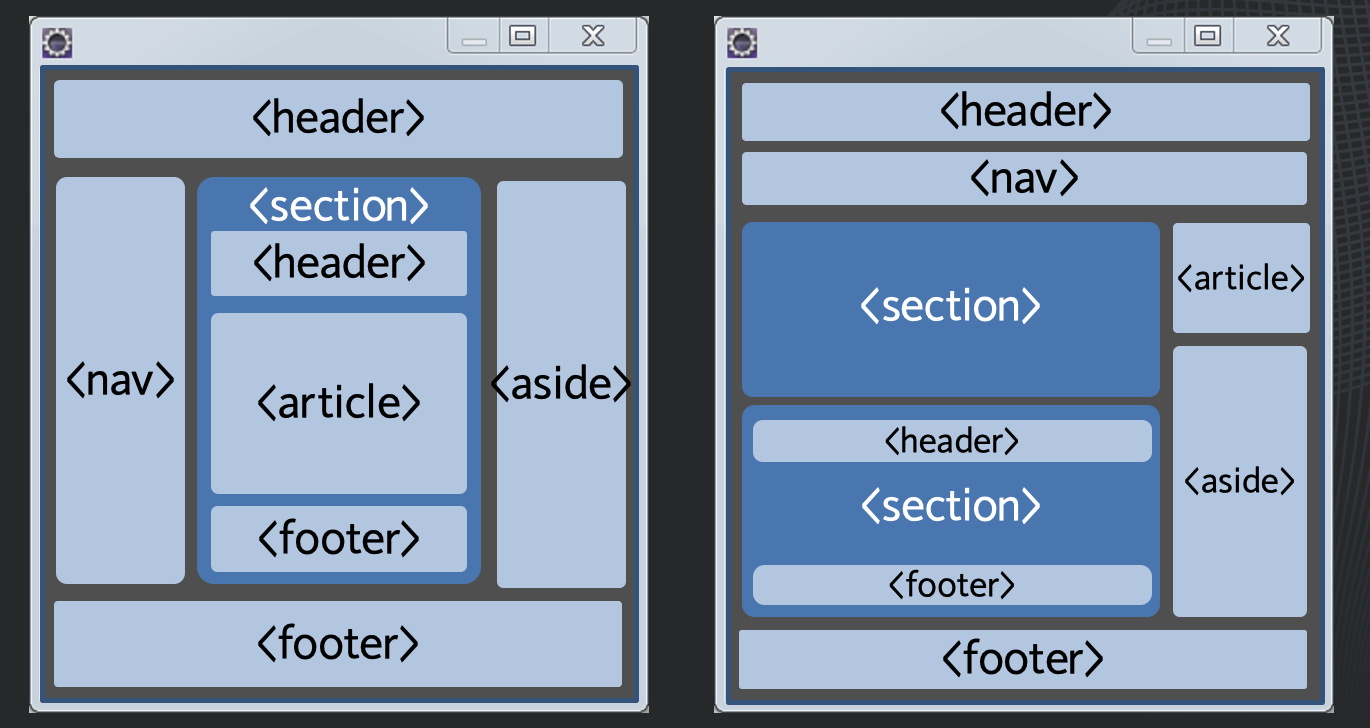 <header>
<nav>
<section>
<header>
<article>
<footer>
<aside>
<footer>
<header>
<nav>
<section>
<article>
<header>
<section>
<footer>
<aside>
<footer>